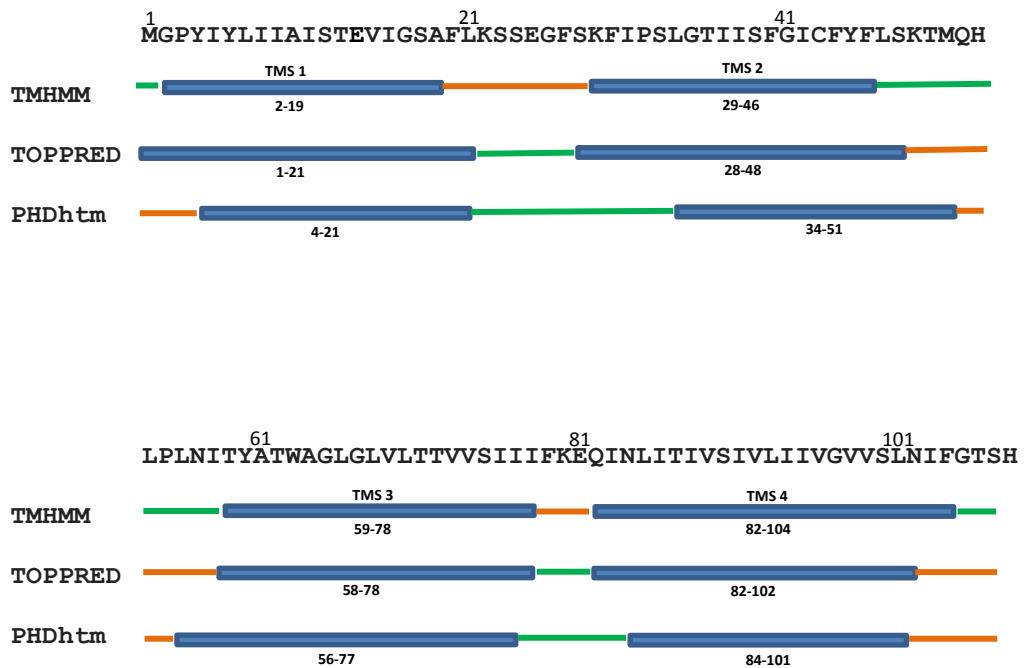 1 21 41
MGPYIYLIIAISTEVIGSAFLKSSEGFSKFIPSLGTIISFGICFYFLSKTMQH
TMS 1 TMS 2
TMHMM
2-19 29-46
TOPPRED
1-21 28-48
PHDhtm
4-21 34-51
61 81 101
LPLNITYATWAGLGLVLTTVVSIIIFKEQINLITIVSIVLIIVGVVSLNIFGTSH
TMS 3 TMS 4
TMHMM
59-78 82-104
TOPPRED
58-78 82-102
PHDhtm
56-77 84-101